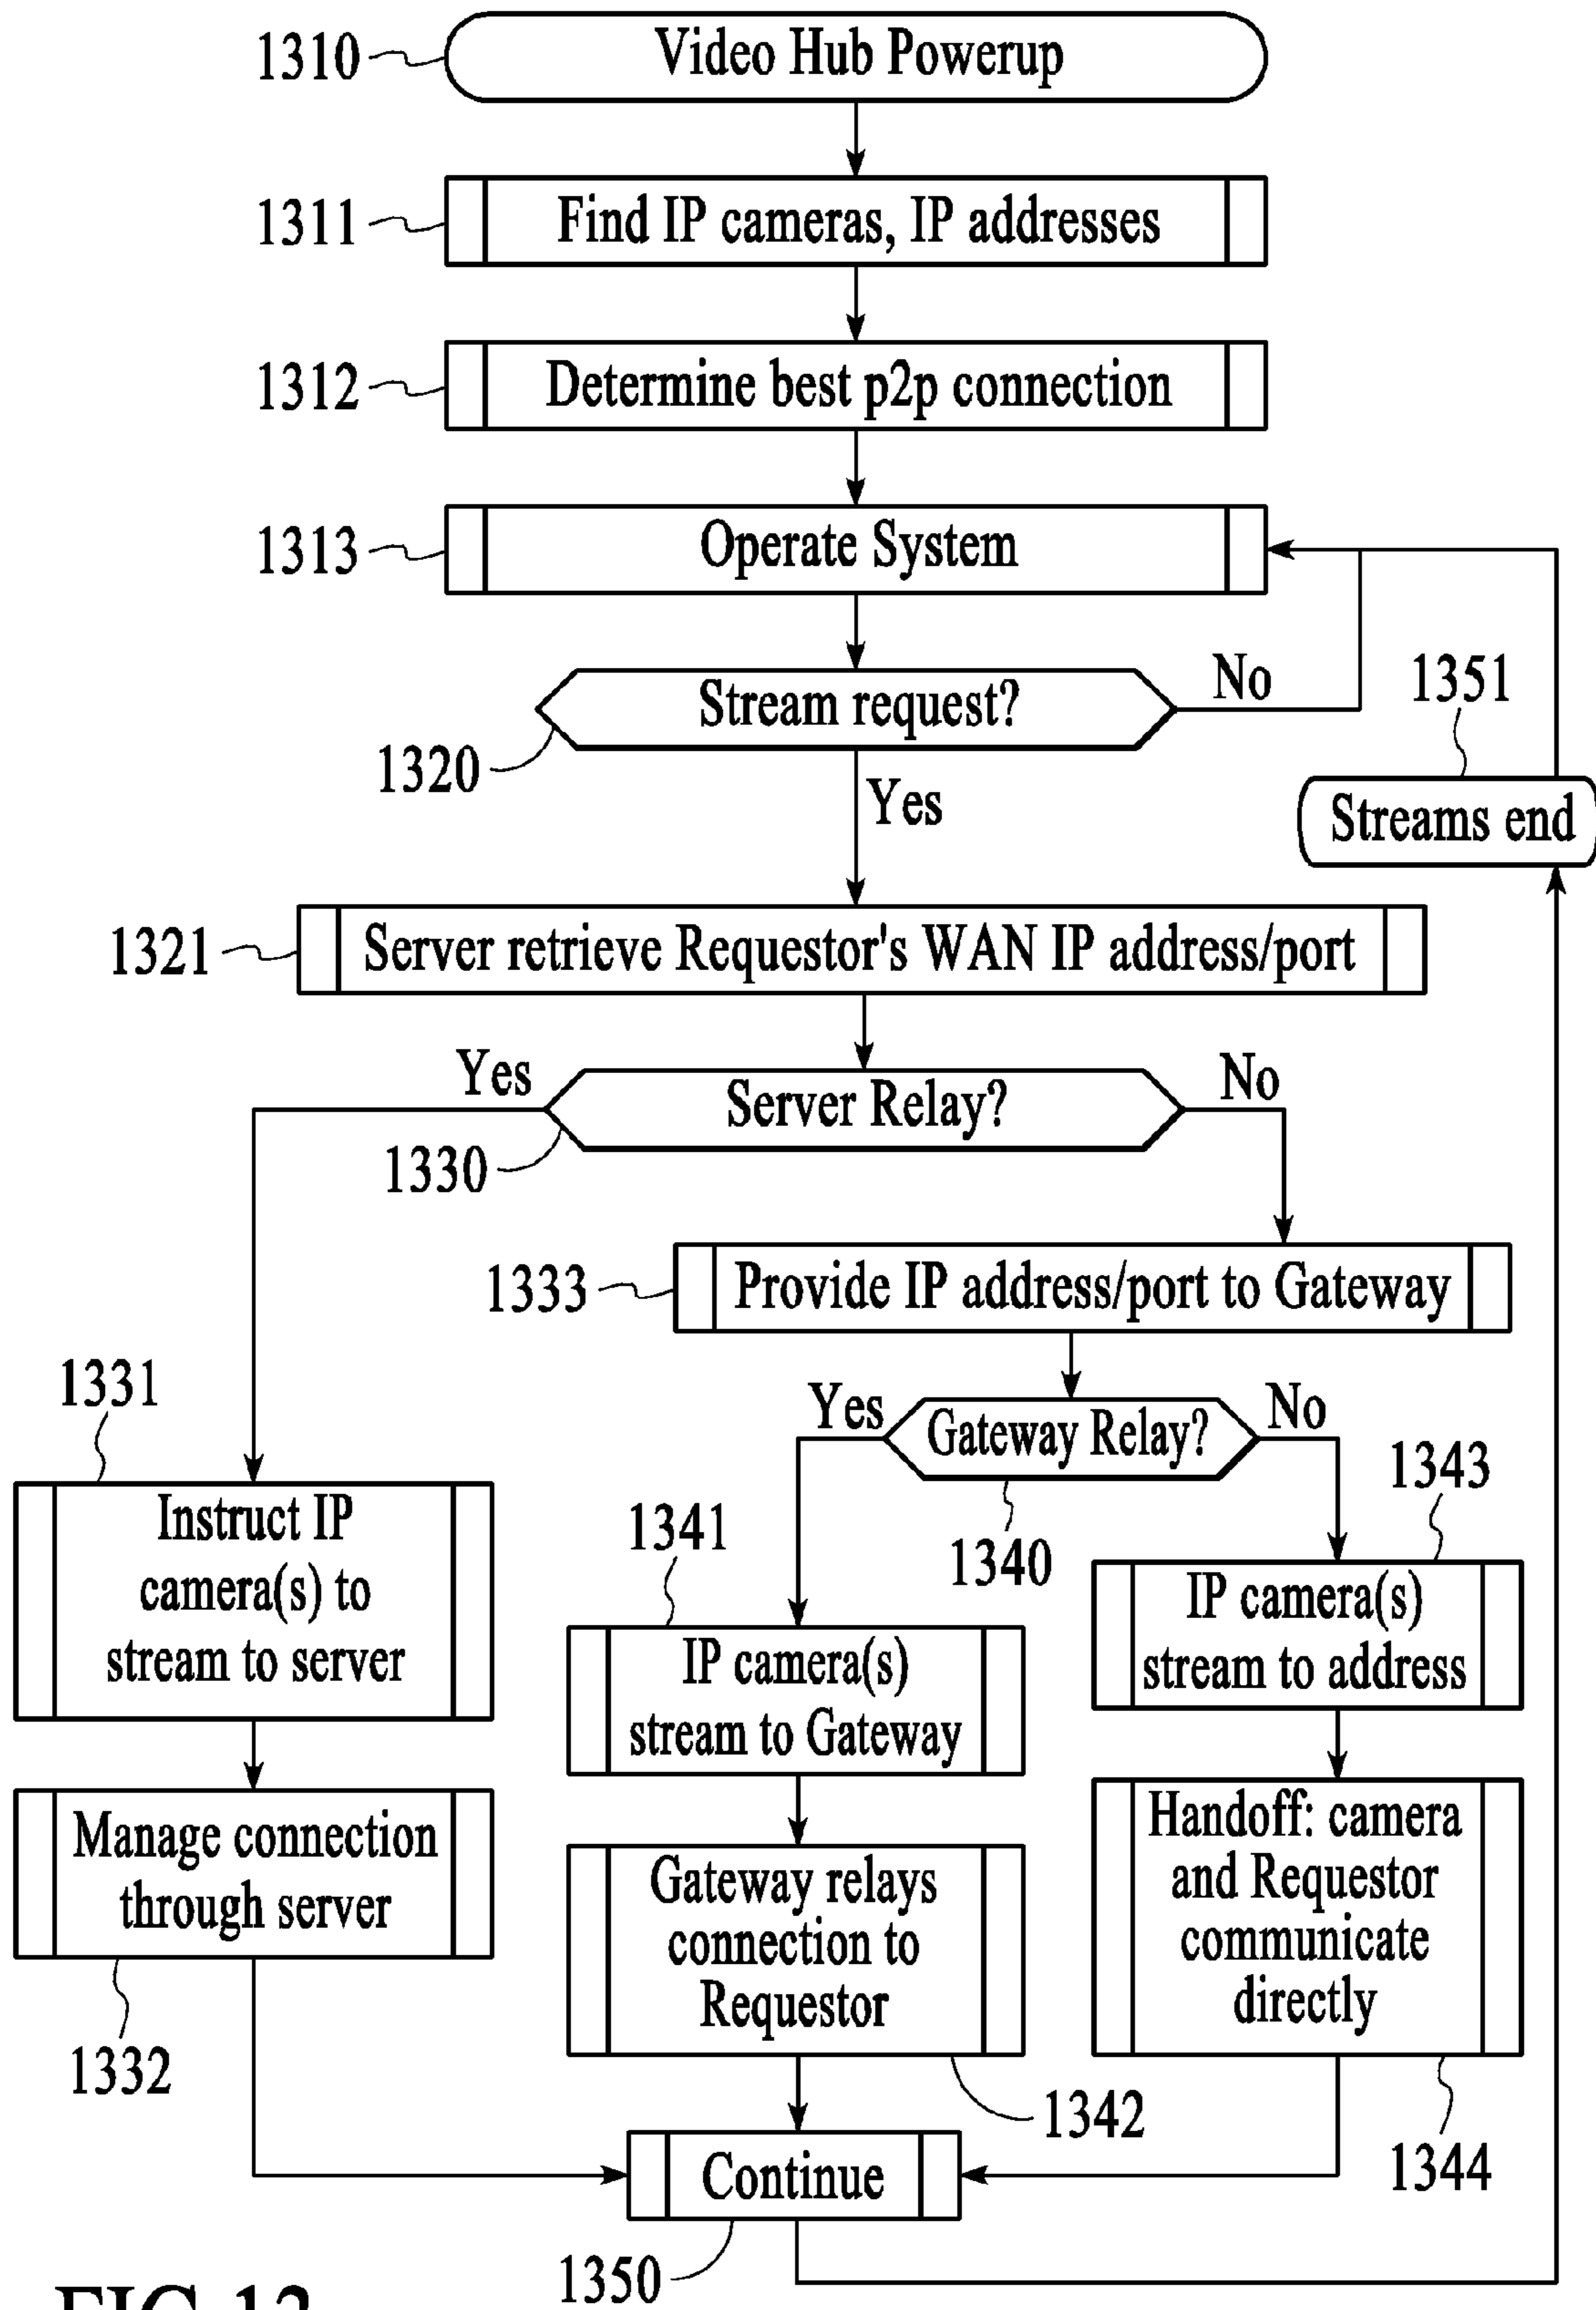 1310
Video Hub Powerup
1311
Find IP cameras, IP addresses
1312
Determine best p2p connection
1313
Operate System
Stream request?
No
1320
Yes
1351
Streams end
1321
Server retrieve Requestor's WAN IP address/port
Yes
Server Relay?
No
1330
1333
Provide IP address/port to Gateway
1331
Yes
Gateway Relay?
No
1340
Instruct IP
camera(s) to
stream to server
1341
IP camera(s)
stream to Gateway
1343
IP camera(s)
stream to address
Manage connection
through server
1332
Gateway relays
connection to
Requestor
1342
Handoff: camera
and Requestor
communicate
directly
1344
Continue
1350
FIG 13